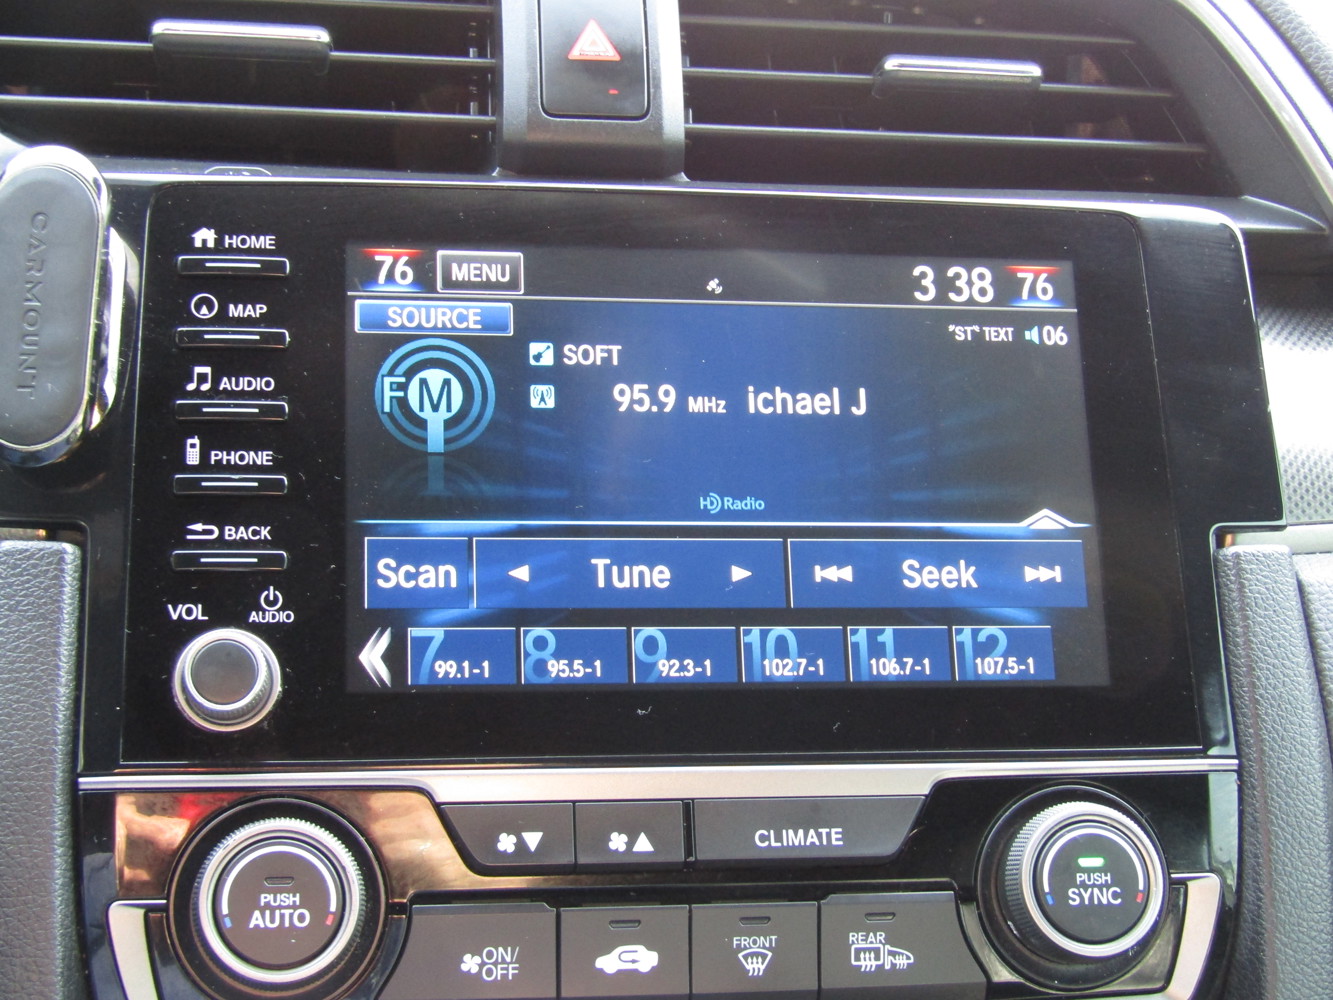 CARMOUNT
HOME
MAP
AUDIO
PHONE
BACK
VOL
AUDIO
76 MENU 3 38 76
SOURCE
"ST" TEXT 06
FM
SOFT
95.9 MHz ichael J
HD Radio
Scan Tune Seek
7 99.1-1 8 95.5-1 9 92.3-1 10 102.7-1 11 106.7-1 12 107.5-1
CLIMATE
PUSH
AUTO
PUSH
SYNC
ON/
OFF
FRONT
REAR